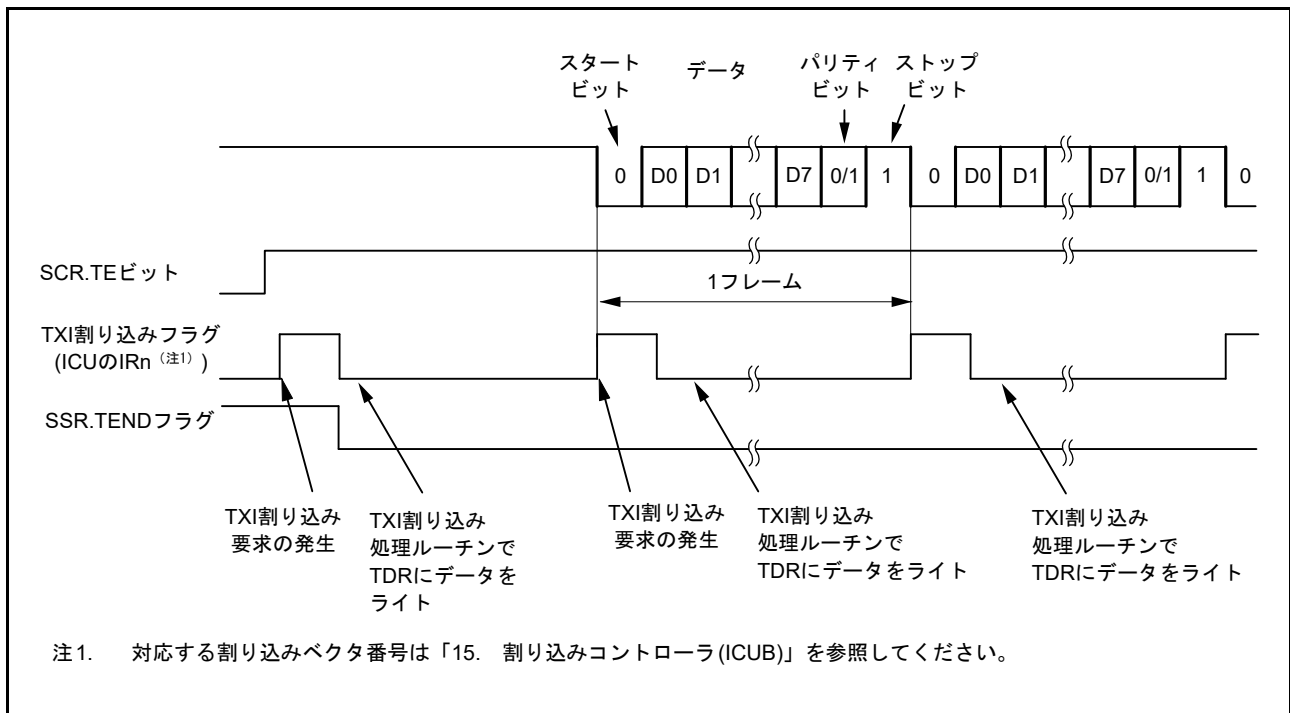 スタート
ビット
データ
パリティ
ビット
ストップ
ビット
0 D0 D1 D7 0/1 1 0 D0 D1 D7 0/1 1 0
SCR.TEビット
1フレーム
TXI割り込みフラグ
(ICUのIRn（注1）)
SSR.TENDフラグ
TXI割り込み
要求の発生
TXI割り込み
処理ルーチンで
TDRにデータを
ライト
TXI割り込み
要求の発生
TXI割り込み
処理ルーチンで
TDRにデータをライト
TXI割り込み
処理ルーチンで
TDRにデータをライト
注1. 対応する割り込みベクタ番号は「15. 割り込みコントローラ(ICUB)」を参照してください。